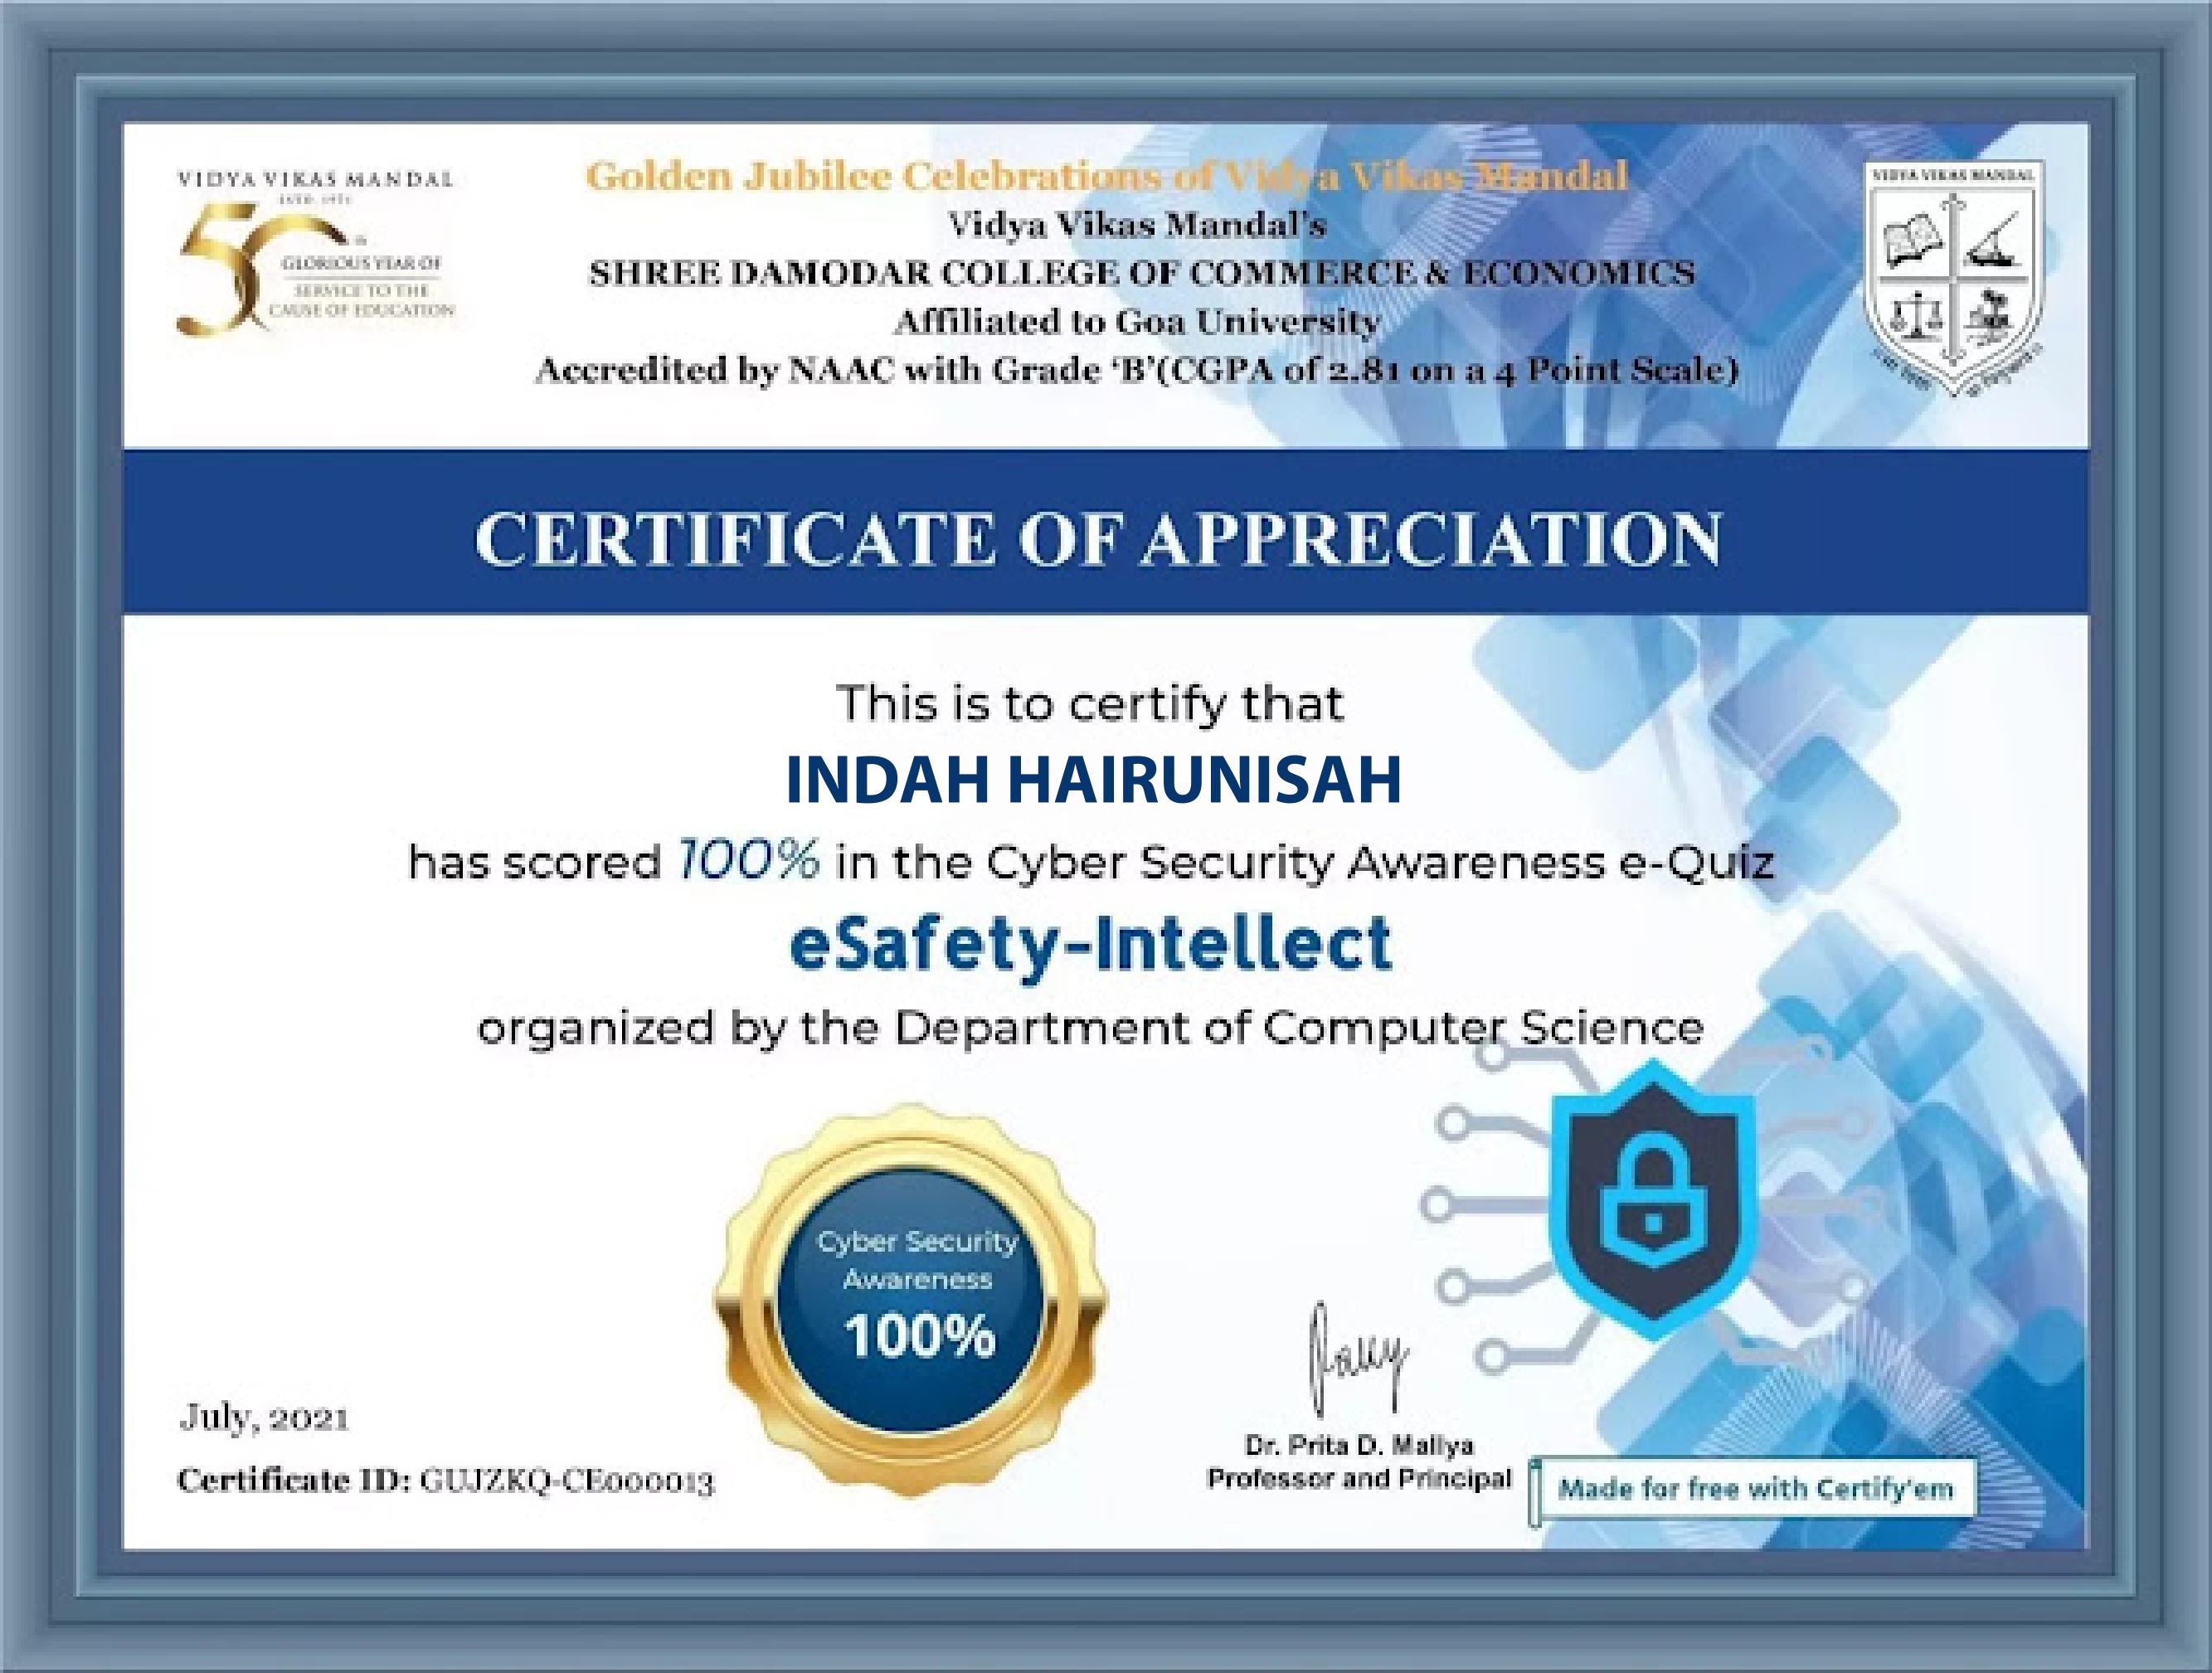 VIDYA VIKAS MANDAL
ESTD. 1971
50
th
GLORIOUS YEAR OF
SERVICE TO THE
CAUSE OF EDUCATION
Golden Jubilee Celebrations of Vidya Vikas Mandal
Vidya Vikas Mandal's
SHREE DAMODAR COLLEGE OF COMMERCE & ECONOMICS
Affiliated to Goa University
Accredited by NAAC with Grade ‘B’(CGPA of 2.81 on a 4 Point Scale)
VIDYA VIKAS MANDAL
CERTIFICATE OF APPRECIATION
This is to certify that
INDAH HAIRUNISAH
has scored 100% in the Cyber Security Awareness e-Quiz
eSafety-Intellect
organized by the Department of Computer Science
Cyber Security
Awareness
100%
July, 2021
Certificate ID: GUJZKQ-CE000013
Dr. Prita D. Mallya
Professor and Principal
Made for free with Certify'em